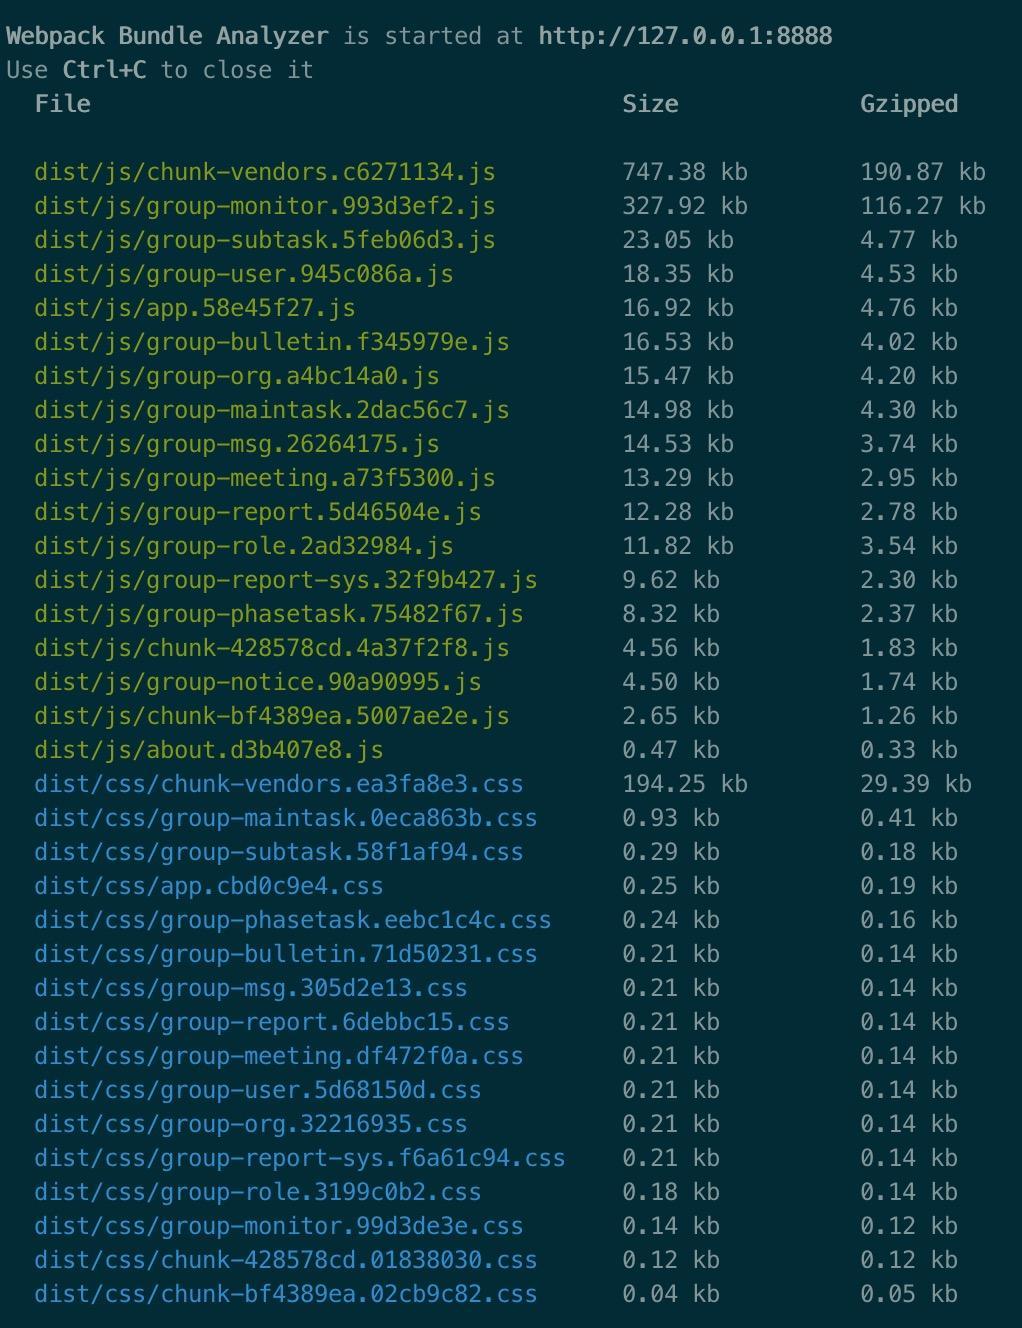 Webpack Bundle Analyzer is started at http://127.0.0.1:8888
Use Ctrl+C to close it
File Size Gzipped
dist/js/chunk-vendors.c6271134.js 747.38 kb 190.87 kb
dist/js/group-monitor.993d3ef2.js 327.92 kb 116.27 kb
dist/js/group-subtask.5feb06d3.js 23.05 kb 4.77 kb
dist/js/group-user.945c086a.js 18.35 kb 4.53 kb
dist/js/app.58e45f27.js 16.92 kb 4.76 kb
dist/js/group-bulletin.f345979e.js 16.53 kb 4.02 kb
dist/js/group-org.a4bc14a0.js 15.47 kb 4.20 kb
dist/js/group-maintask.2dac56c7.js 14.98 kb 4.30 kb
dist/js/group-msg.26264175.js 14.53 kb 3.74 kb
dist/js/group-meeting.a73f5300.js 13.29 kb 2.95 kb
dist/js/group-report.5d46504e.js 12.28 kb 2.78 kb
dist/js/group-role.2ad32984.js 11.82 kb 3.54 kb
dist/js/group-report-sys.32f9b427.js 9.62 kb 2.30 kb
dist/js/group-phasetask.75482f67.js 8.32 kb 2.37 kb
dist/js/chunk-428578cd.4a37f2f8.js 4.56 kb 1.83 kb
dist/js/group-notice.90a90995.js 4.50 kb 1.74 kb
dist/js/chunk-bf4389ea.5007ae2e.js 2.65 kb 1.26 kb
dist/js/about.d3b407e8.js 0.47 kb 0.33 kb
dist/css/chunk-vendors.ea3fa8e3.css 194.25 kb 29.39 kb
dist/css/group-maintask.0eca863b.css 0.93 kb 0.41 kb
dist/css/group-subtask.58f1af94.css 0.29 kb 0.18 kb
dist/css/app.cbd0c9e4.css 0.25 kb 0.19 kb
dist/css/group-phasetask.eebc1c4c.css 0.24 kb 0.16 kb
dist/css/group-bulletin.71d50231.css 0.21 kb 0.14 kb
dist/css/group-msg.305d2e13.css 0.21 kb 0.14 kb
dist/css/group-report.6debbc15.css 0.21 kb 0.14 kb
dist/css/group-meeting.df472f0a.css 0.21 kb 0.14 kb
dist/css/group-user.5d68150d.css 0.21 kb 0.14 kb
dist/css/group-org.32216935.css 0.21 kb 0.14 kb
dist/css/group-report-sys.f6a61c94.css 0.21 kb 0.14 kb
dist/css/group-role.3199c0b2.css 0.18 kb 0.14 kb
dist/css/group-monitor.99d3de3e.css 0.14 kb 0.12 kb
dist/css/chunk-428578cd.01838030.css 0.12 kb 0.12 kb
dist/css/chunk-bf4389ea.02cb9c82.css 0.04 kb 0.05 kb